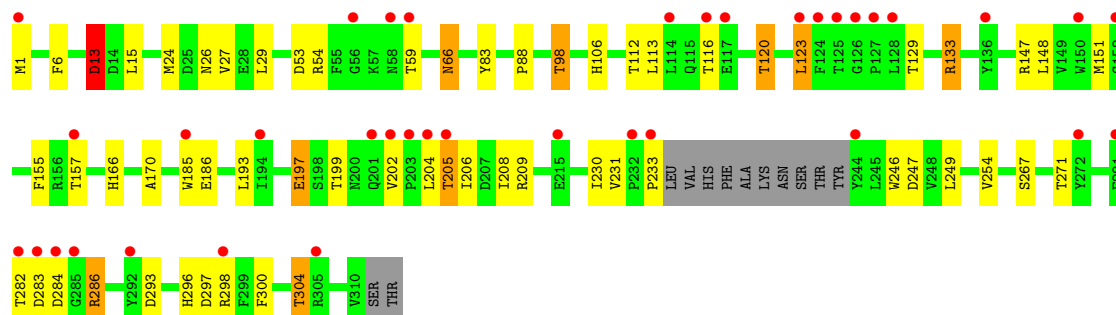 M1 F6 D13 D14 L15 M24 D25 N26 V27 E28 L29 D53 R54 F55 G56 K57 N58 T59 N66 Y83 P88 T98 H106 T112 L113 L114 Q115 T116 E117 T120 L123 F124 T125 G126 P127 L128 T129 R133 Y136 R147 L148 V149 W150 M151
F155 R156 T157 H166 A170 W185 E186 L193 I194 E197 S198 T199 N200 Q201 V202 P203 L204 T205 I206 D207 I208 R209 E215 I230 V231 P232 P233 LEU VAL HIS PHE ALA LYS ASN SER THR TYR Y244 L245 W246 D247 V248 L249 V254 S267 T271 Y272
T282 D283 D284 G285 R286 Y292 D293 H296 D297 R298 F299 F300 T304 R305 V310 SER THR